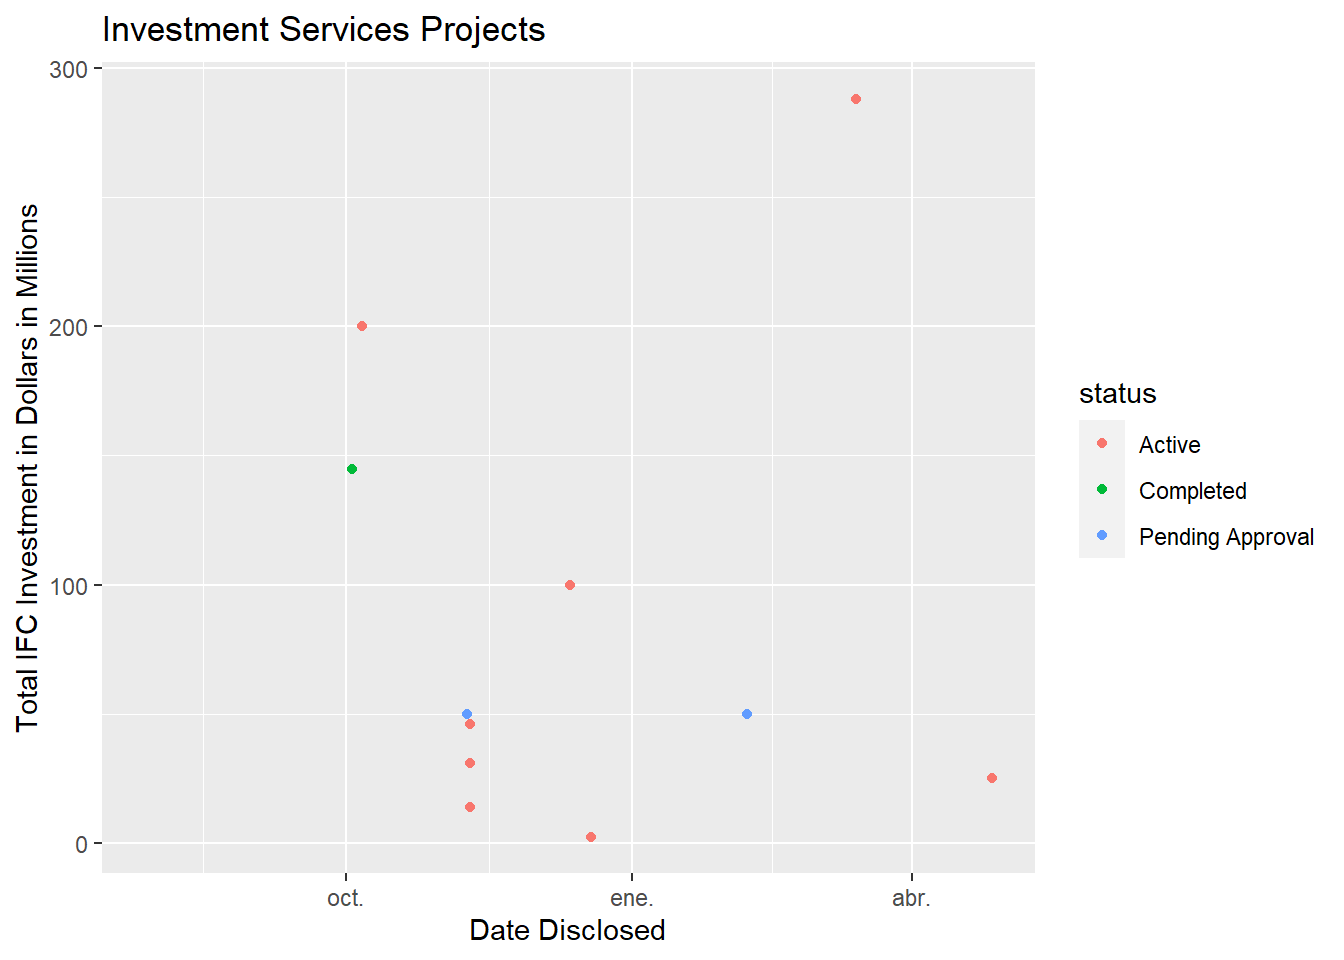 Investment Services Projects
300
200
100
0
Total IFC Investment in Dollars in Millions
oct.
ene.
abr.
Date Disclosed
status
Active
Completed
Pending Approval